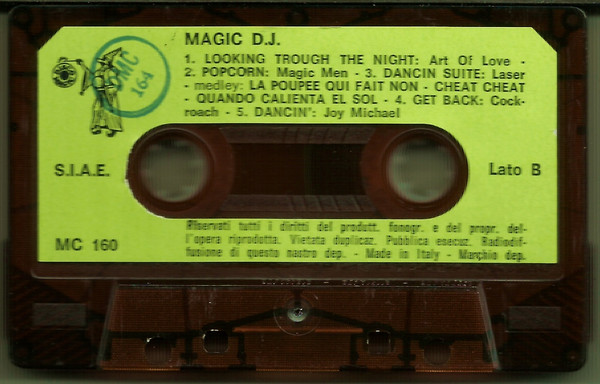 MAGIC D.J.
1. LOOKING TROUGH THE NIGHT: Art Of Love -
2. POPCORN: Magic Men - 3. DANCIN SUITE: Laser
- medley: LA POUPEE QUI FAIT NON - CHEAT CHEAT
- QUANDO CALIENTA EL SOL - 4. GET BACK: Cock-
roach - 5. DANCIN': Joy Michael
MC
164
S.I.A.E.
Lato B
MC 160
Riservati tutti i diritti del produtt. fonogr. e del propr. del-
l'opera riprodotta. Vietata duplicaz. Pubblica esecuz. Radiodif-
fusione di questo nastro dep. - Made in Italy - Marchio dep.